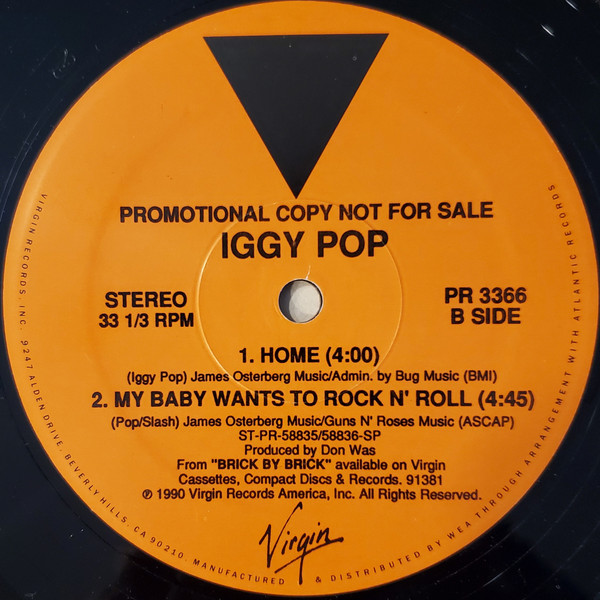 PROMOTIONAL COPY NOT FOR SALE
IGGY POP
STEREO
33 1/3 RPM
PR 3366
B SIDE
1. HOME (4:00)
(Iggy Pop) James Osterberg Music/Admin. by Bug Music (BMI)
2. MY BABY WANTS TO ROCK N' ROLL (4:45)
(Pop/Slash) James Osterberg Music/Guns N' Roses Music (ASCAP)
ST-PR-58835/58836-SP
Produced by Don Was
From "BRICK BY BRICK" available on Virgin
Cassettes, Compact Discs & Records. 91381
℗ 1990 Virgin Records America, Inc. All Rights Reserved.
Virgin
VIRGIN RECORDS, INC. 9247 ALDEN DRIVE, BEVERLY HILLS, CA 90210 MANUFACTURED & DISTRIBUTED BY WEA THROUGH ARRANGEMENT WITH ATLANTIC RECORDS